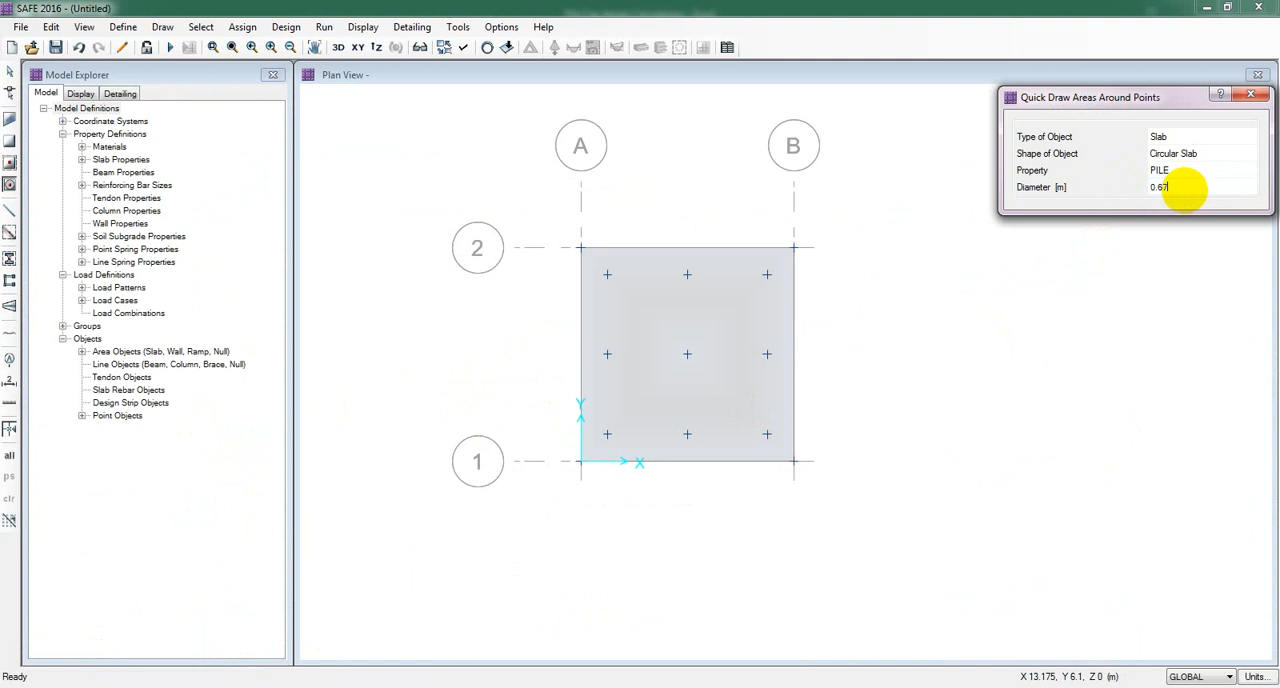 SAFE 2016 - (Untitled)
File Edit View Define Draw Select Assign Design Run Display Detailing Tools Options Help
3D XY
Model Explorer
Model Display Detailing
Model Definitions
Coordinate Systems
Property Definitions
Materials
Slab Properties
Beam Properties
Reinforcing Bar Sizes
Tendon Properties
Column Properties
Wall Properties
Soil Subgrade Properties
Point Spring Properties
Line Spring Properties
Load Definitions
Load Patterns
Load Cases
Load Combinations
Groups
Objects
Area Objects (Slab, Wall, Ramp, Null)
Line Objects (Beam, Column, Brace, Null)
Tendon Objects
Slab Rebar Objects
Design Strip Objects
Point Objects
all
ps
clr
Plan View -
A B
2
1
Y
X
Quick Draw Areas Around Points
Type of Object Slab
Shape of Object Circular Slab
Property PILE
Diameter [m] 0.67
Ready
X 13.175, Y 6.1, Z 0 (m)
GLOBAL
Units...